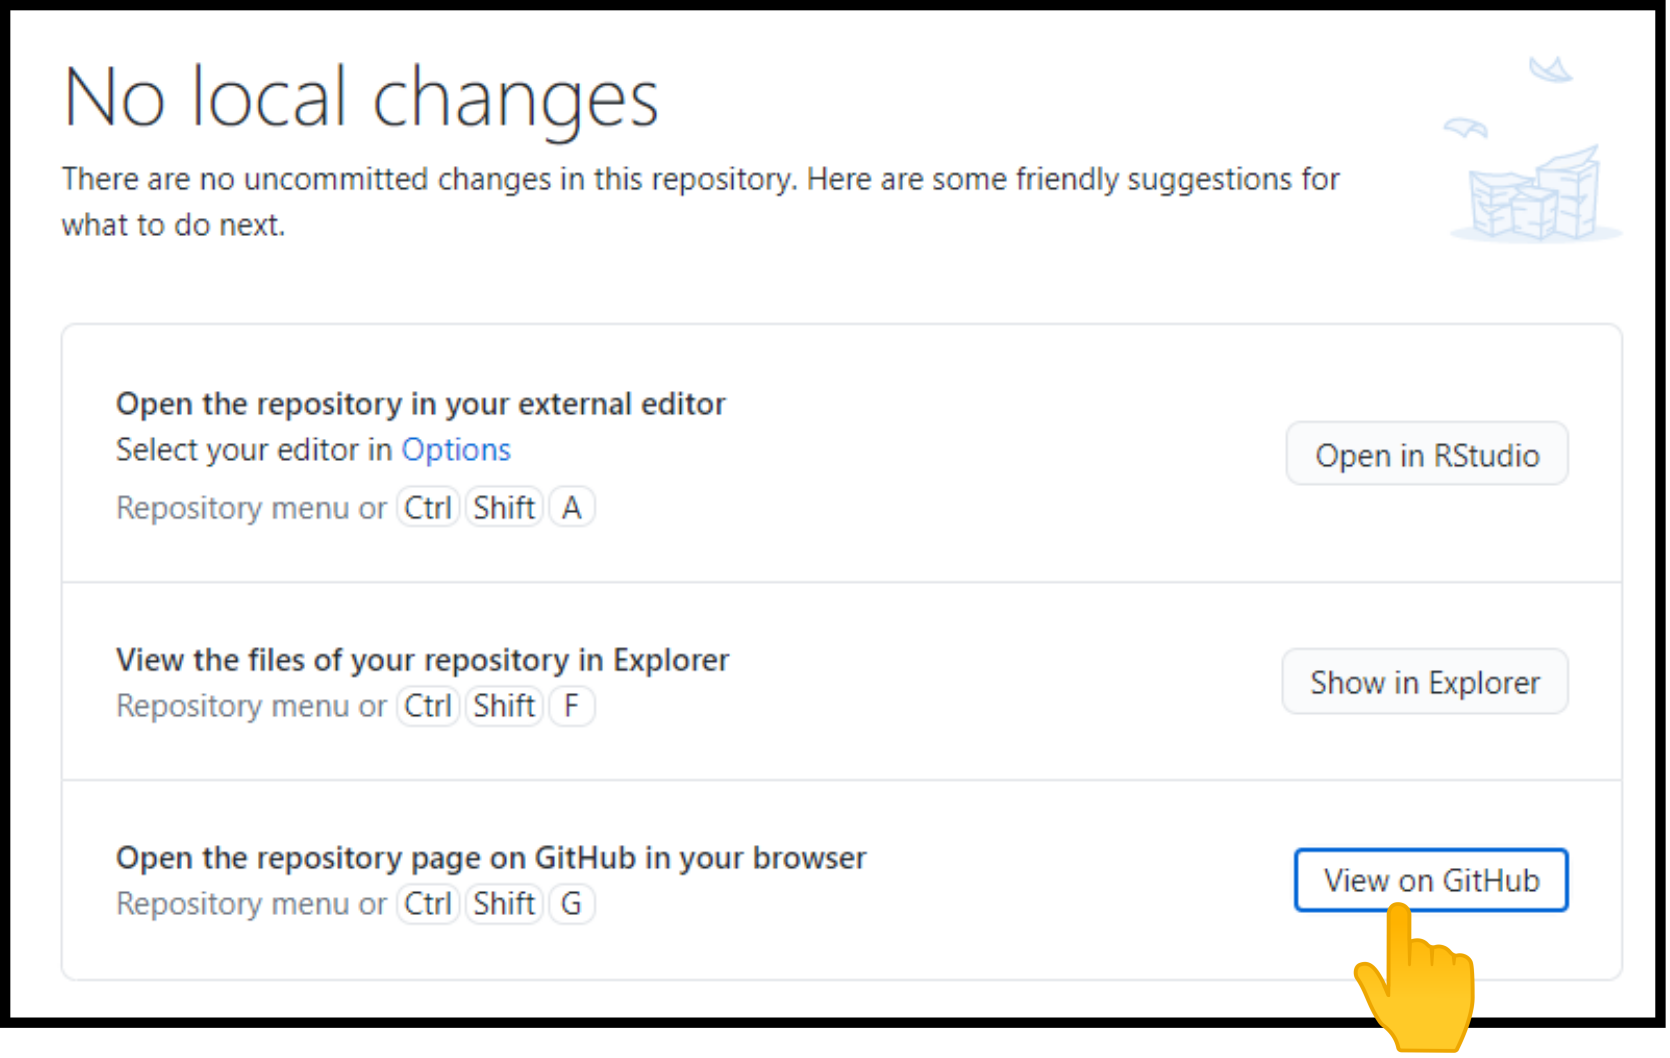 No local changes
There are no uncommitted changes in this repository. Here are some friendly suggestions for
what to do next.
Open the repository in your external editor
Select your editor in Options
Repository menu or Ctrl Shift A
Open in RStudio
View the files of your repository in Explorer
Repository menu or Ctrl Shift F
Show in Explorer
Open the repository page on GitHub in your browser
Repository menu or Ctrl Shift G
View on GitHub